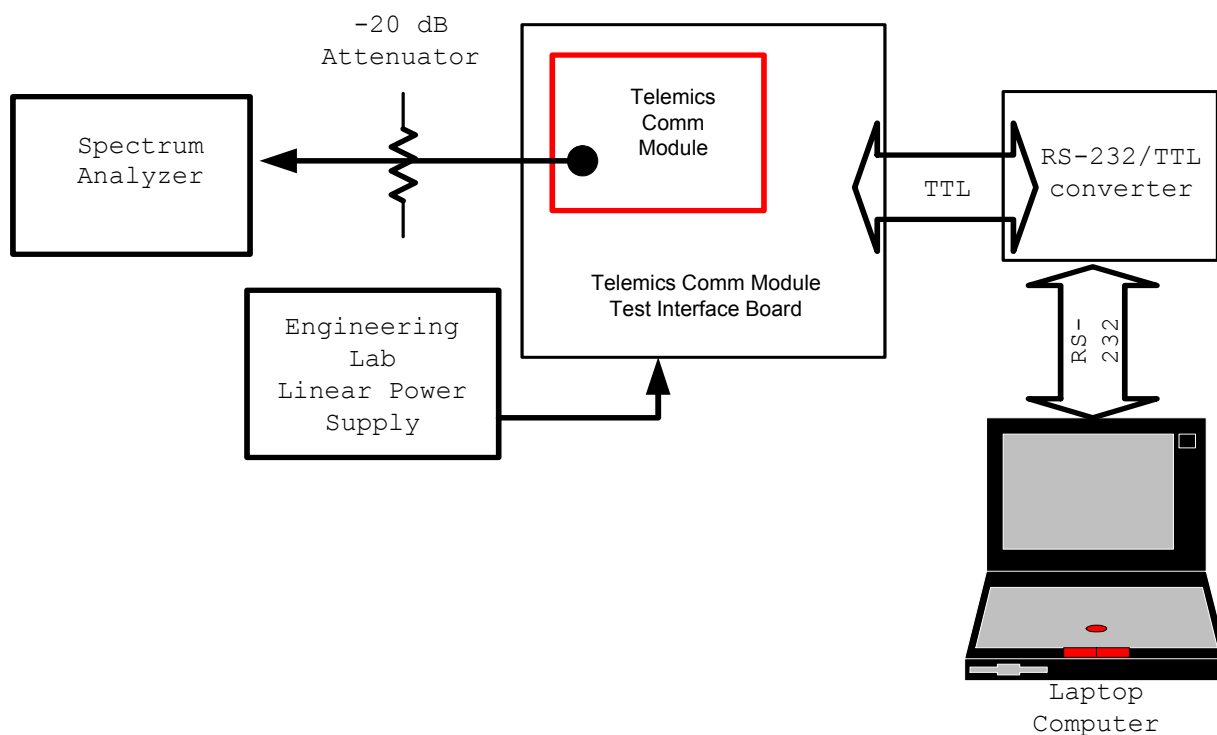 -20 dB
Attenuator
Spectrum
Analyzer
Telemics
Comm
Module
TTL
RS-232/TTL
converter
Telemics Comm Module
Test Interface Board
Engineering
Lab
Linear Power
Supply
RS-
232
Laptop
Computer